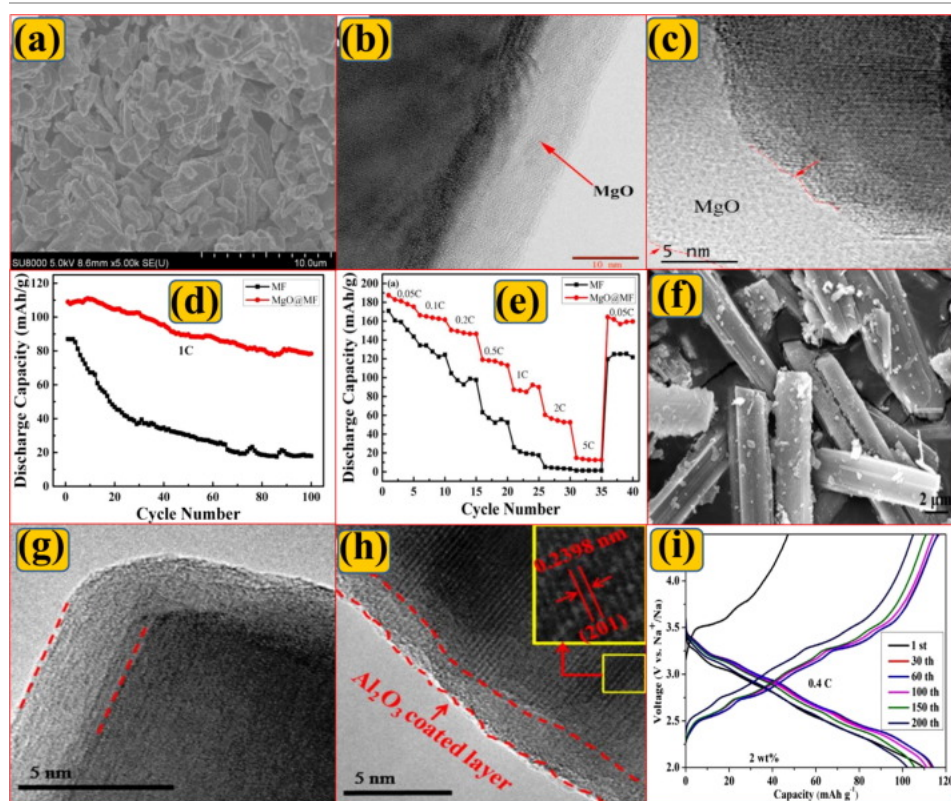 (a)
SU8000 5.0kV 8.6mm x5.00k SE(U)
10.0um
(b)
MgO
10 nm
(c)
MgO
5 nm
(d)
MF
MgO@MF
1C
120
100
80
60
40
20
0
0 20 40 60 80 100
Discharge Capacity (mAh/g)
Cycle Number
(e)
(a)
MF
MgO@MF
0.05C
0.1C
0.2C
0.5C
1C
2C
5C
0.05C
200
180
160
140
120
100
80
60
40
20
0
0 5 10 15 20 25 30 35 40
Discharge Capacity (mAh/g)
Cycle Number
(f)
2 μm
(g)
5 nm
(h)
0.2398 nm
(201)
Al₂O₃ coated layer
5 nm
(i)
4.0
3.5
3.0
2.5
2.0
0 20 40 60 80 100 120
Voltage (V vs. Na⁺/Na)
Capacity (mAh g⁻¹)
0.4 C
2 wt%
1 st
30 th
60 th
100 th
150 th
200 th